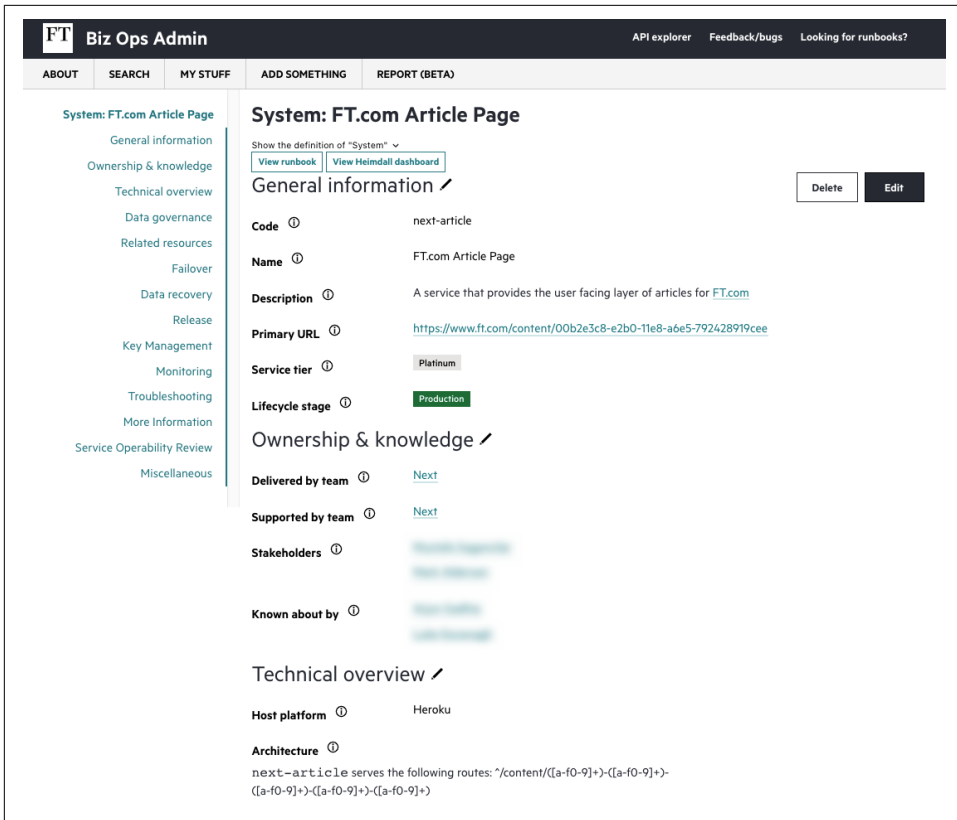 FT Biz Ops Admin
API explorer Feedback/bugs Looking for runbooks?
ABOUT SEARCH MY STUFF ADD SOMETHING REPORT (BETA)
System: FT.com Article Page
General information
Ownership & knowledge
Technical overview
Data governance
Related resources
Failover
Data recovery
Release
Key Management
Monitoring
Troubleshooting
More Information
Service Operability Review
Miscellaneous
System: FT.com Article Page
Show the definition of "System"
View runbook View Heimdall dashboard
General information
Delete Edit
Code next-article
Name FT.com Article Page
Description A service that provides the user facing layer of articles for FT.com
Primary URL https://www.ft.com/content/00b2e3c8-e2b0-11e8-a6e5-792428919cee
Service tier Platinum
Lifecycle stage Production
Ownership & knowledge
Delivered by team Next
Supported by team Next
Stakeholders
Known about by
Technical overview
Host platform Heroku
Architecture
next-article serves the following routes: ^/content/([a-f0-9]+)-([a-f0-9]+)-
([a-f0-9]+)-([a-f0-9]+)-([a-f0-9]+)